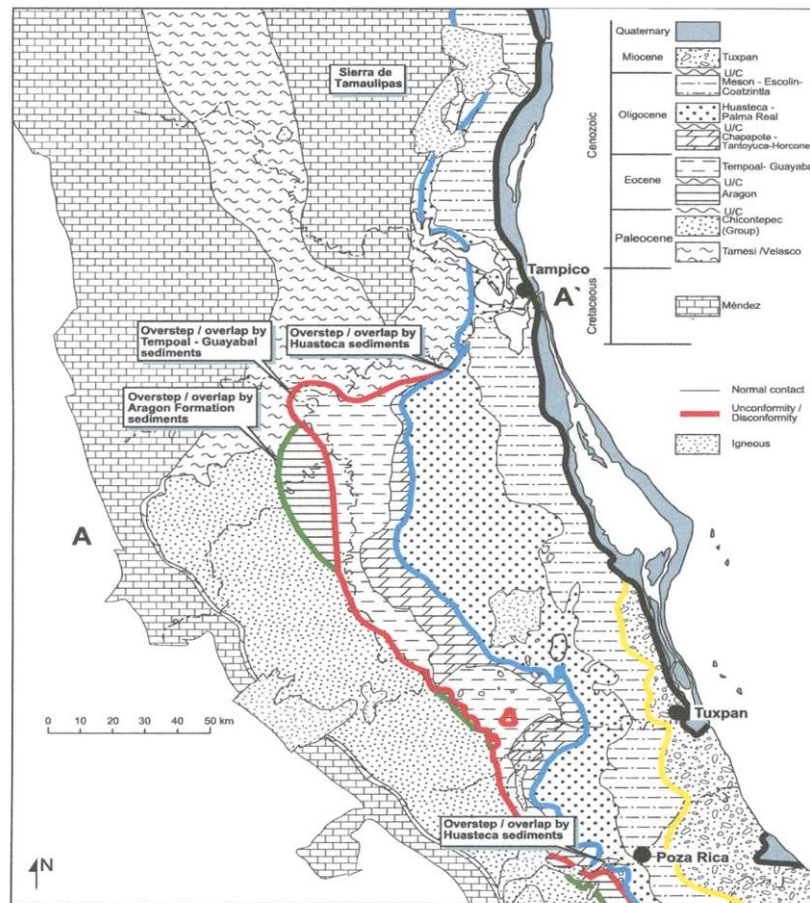 Quaternary
Miocene
Tuxpan
U/C
Meson - Escolin-
Coatzintla
Oligocene
Huasteca -
Palma Real
U/C
Chapapote -
Tantoyuca-Horcone
Cenozoic
Eocene
Tempoal- Guayaba
U/C
Aragon
U/C
Paleocene
Chicontepec
(Group)
Tamesi /Velasco
Cretaceous
Méndez
Normal contact
Unconformity /
Disconformity
Igneous
Sierra de
Tamaulipas
Tampico
A`
Overstep / overlap by
Tempoal - Guayabal
sediments
Overstep / overlap by
Huasteca sediments
Overstep / overlap by
Aragon Formation
sediments
A
0 10 20 30 40 50 km
Tuxpan
Overstep / overlap by
Huasteca sediments
Poza Rica
N